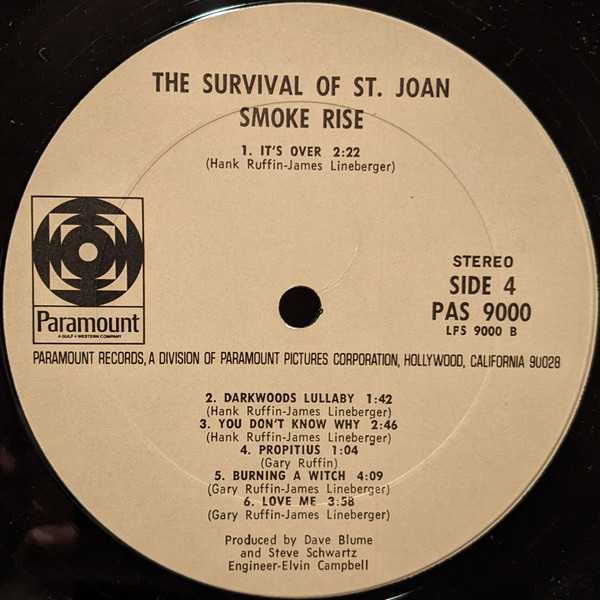 THE SURVIVAL OF ST. JOAN
SMOKE RISE
1. IT'S OVER 2:22
(Hank Ruffin-James Lineberger)
Paramount
A GULF+WESTERN COMPANY
STEREO
SIDE 4
PAS 9000
LPS 9000 B
PARAMOUNT RECORDS, A DIVISION OF PARAMOUNT PICTURES CORPORATION, HOLLYWOOD, CALIFORNIA 90028
2. DARKWOODS LULLABY 1:42
(Hank Ruffin-James Lineberger)
3. YOU DON'T KNOW WHY 2:46
(Hank Ruffin-James Lineberger)
4. PROPITIUS 1:04
(Gary Ruffin)
5. BURNING A WITCH 4:09
(Gary Ruffin-James Lineberger)
6. LOVE ME 3:58
(Gary Ruffin-James Lineberger)
Produced by Dave Blume
and Steve Schwartz
Engineer-Elvin Campbell